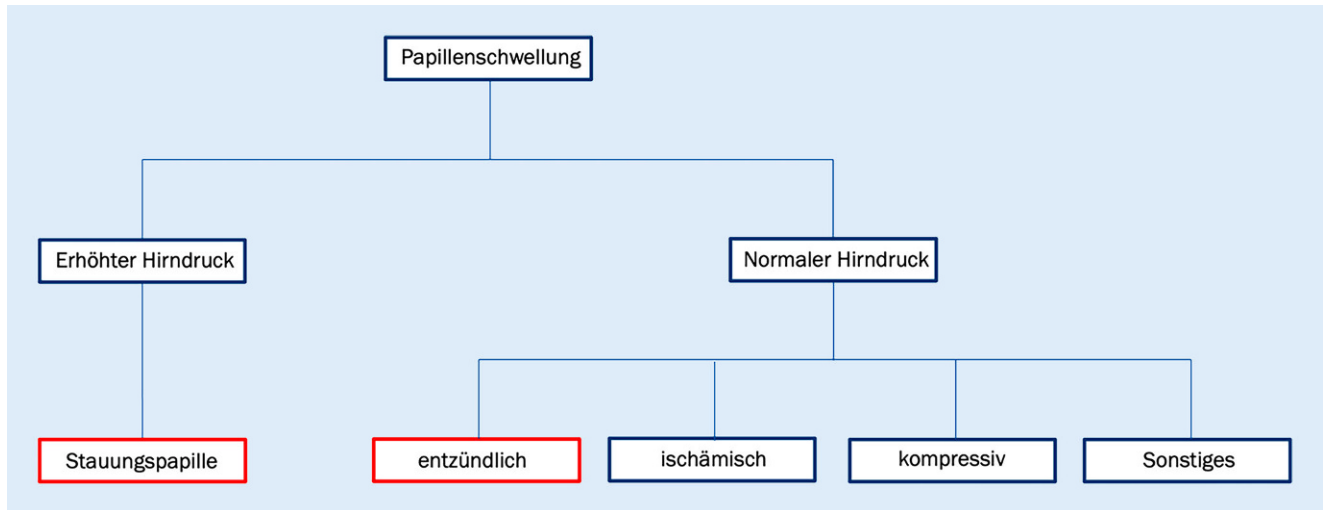 Papillenschwellung
Erhöhter Hirndruck
Normaler Hirndruck
Stauungspapille
entzündlich
ischämisch
kompressiv
Sonstiges